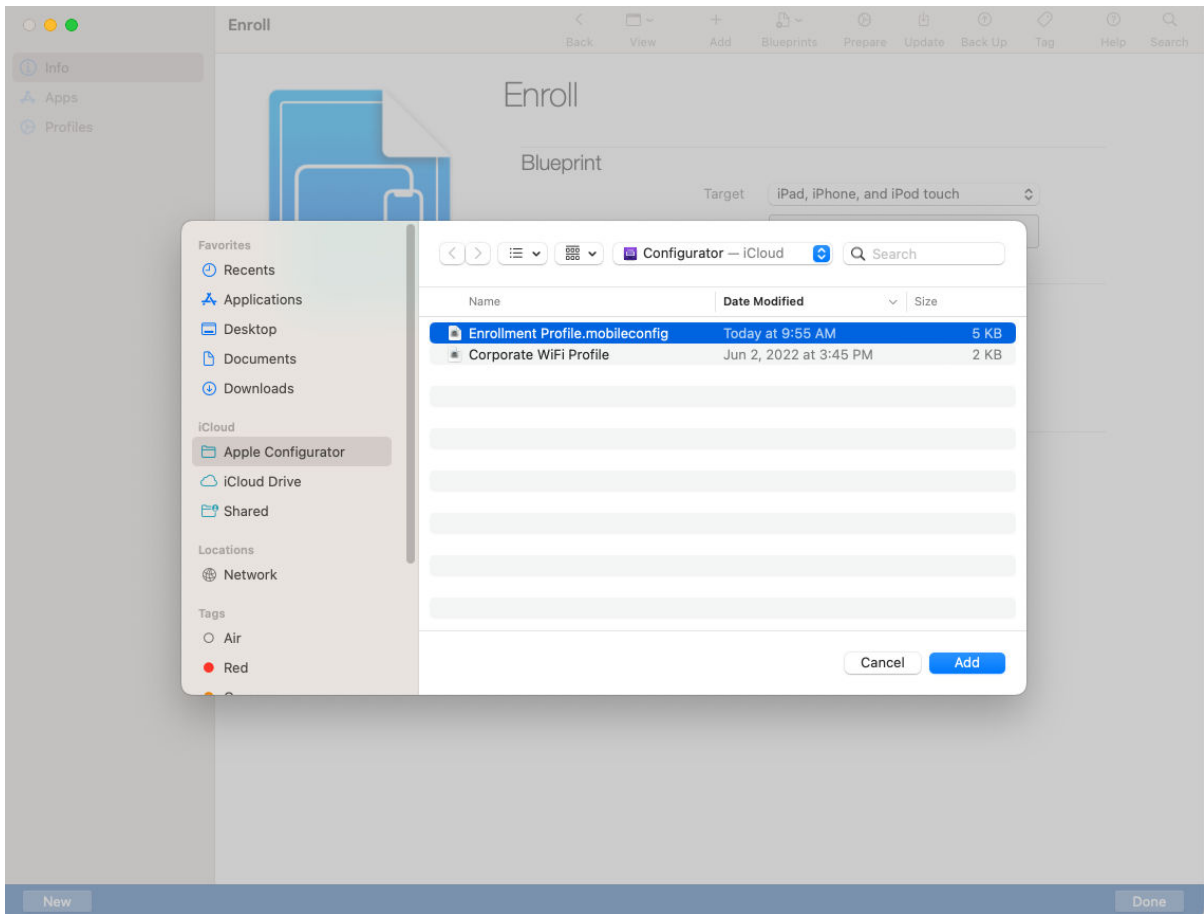 Enroll
Back View Add Blueprints Prepare Update Back Up Tag Help Search
Info
Apps
Profiles
Enroll
Blueprint
Target iPad, iPhone, and iPod touch
Favorites
Recents
Applications
Desktop
Documents
Downloads
iCloud
Apple Configurator
iCloud Drive
Shared
Locations
Network
Tags
Air
Red
Configurator — iCloud Search
Name Date Modified Size
Enrollment Profile.mobileconfig Today at 9:55 AM 5 KB
Corporate WiFi Profile Jun 2, 2022 at 3:45 PM 2 KB
Cancel Add
New Done